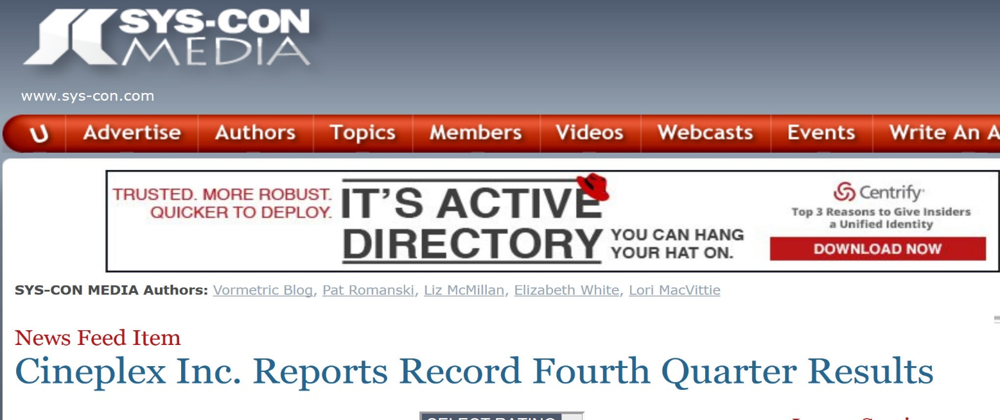 SYS-CON
MEDIA
www.sys-con.com
U Advertise Authors Topics Members Videos Webcasts Events Write An A
TRUSTED. MORE ROBUST.
QUICKER TO DEPLOY.
IT'S ACTIVE
DIRECTORY
YOU CAN HANG
YOUR HAT ON.
Centrify
Top 3 Reasons to Give Insiders
a Unified Identity
DOWNLOAD NOW
SYS-CON MEDIA Authors: Vormetric Blog, Pat Romanski, Liz McMillan, Elizabeth White, Lori MacVittie
News Feed Item
Cineplex Inc. Reports Record Fourth Quarter Results
SELECT RATING